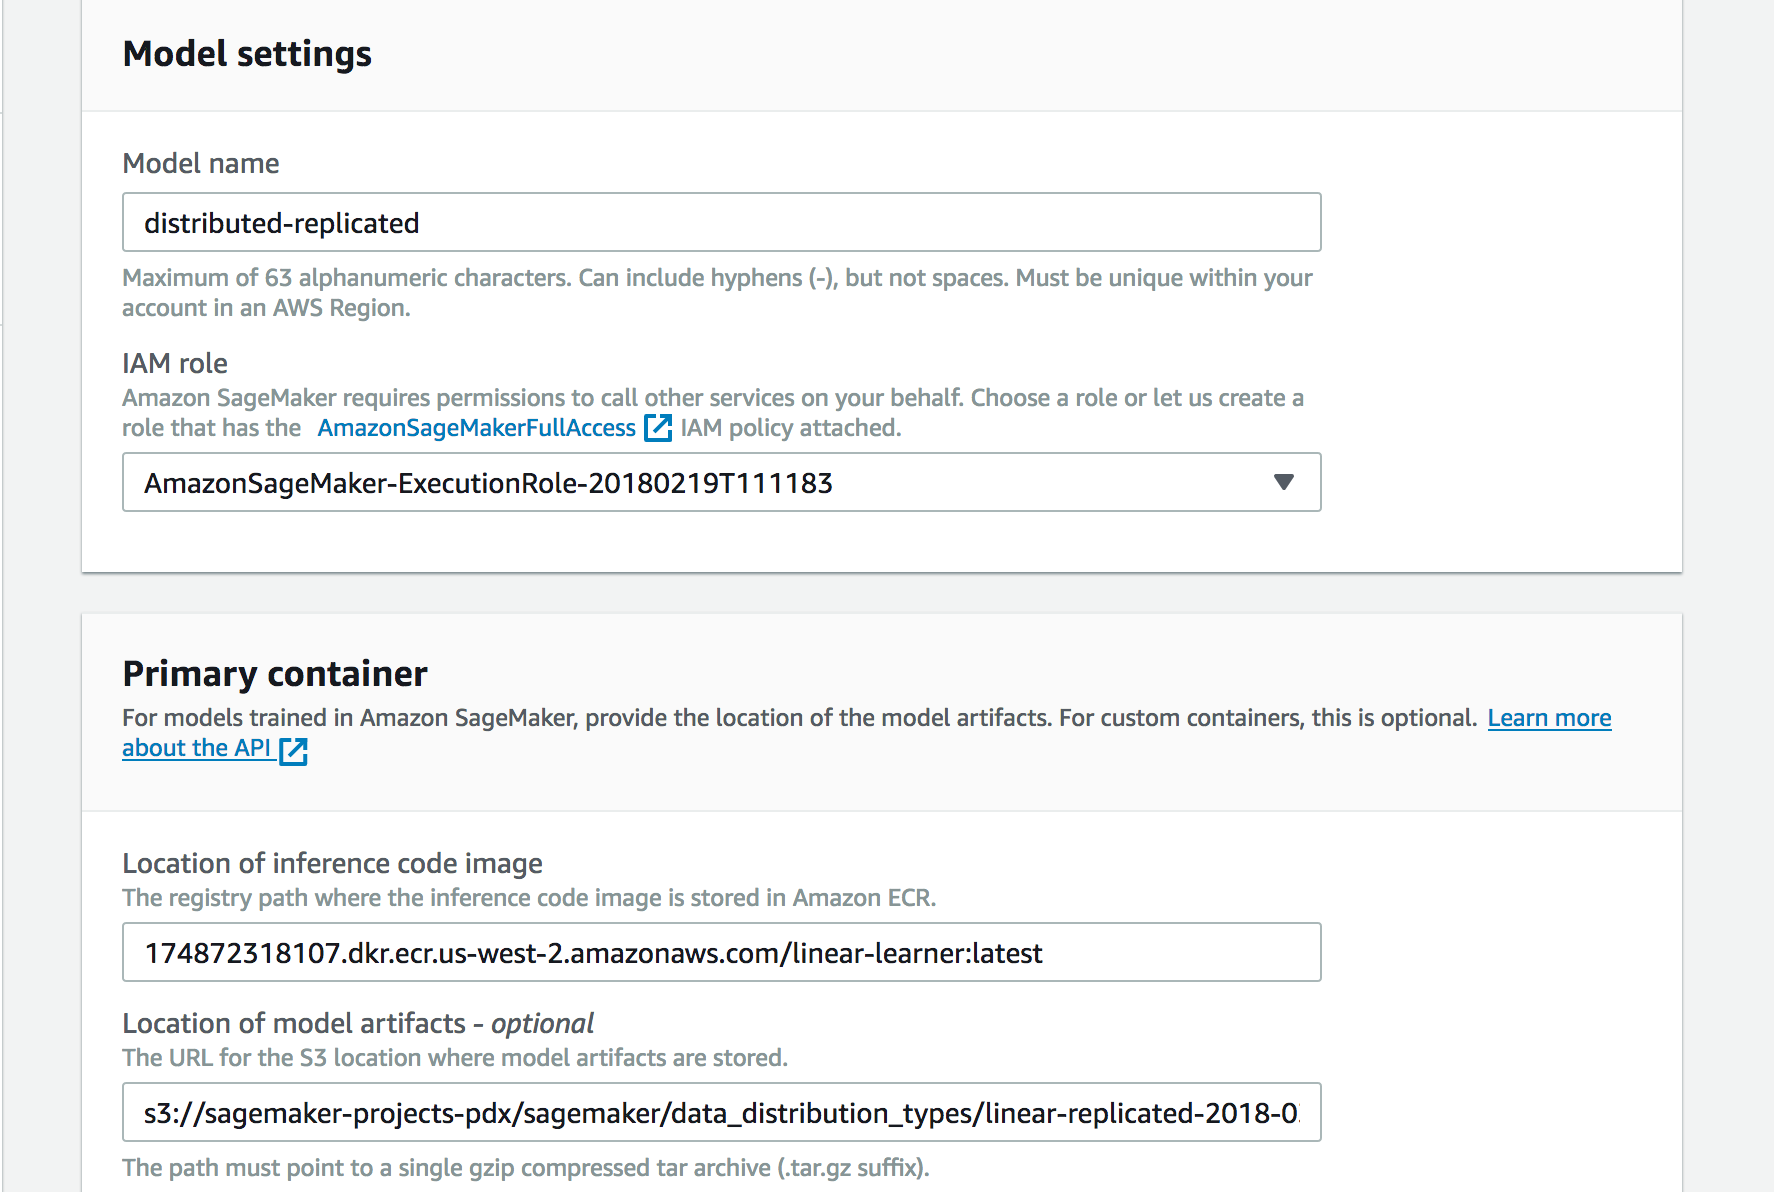 Model settings
Model name
distributed-replicated
Maximum of 63 alphanumeric characters. Can include hyphens (-), but not spaces. Must be unique within your
account in an AWS Region.
IAM role
Amazon SageMaker requires permissions to call other services on your behalf. Choose a role or let us create a
role that has the AmazonSageMakerFullAccess IAM policy attached.
AmazonSageMaker-ExecutionRole-20180219T111183
Primary container
For models trained in Amazon SageMaker, provide the location of the model artifacts. For custom containers, this is optional. Learn more
about the API
Location of inference code image
The registry path where the inference code image is stored in Amazon ECR.
174872318107.dkr.ecr.us-west-2.amazonaws.com/linear-learner:latest
Location of model artifacts - optional
The URL for the S3 location where model artifacts are stored.
s3://sagemaker-projects-pdx/sagemaker/data_distribution_types/linear-replicated-2018-0
The path must point to a single gzip compressed tar archive (.tar.gz suffix).